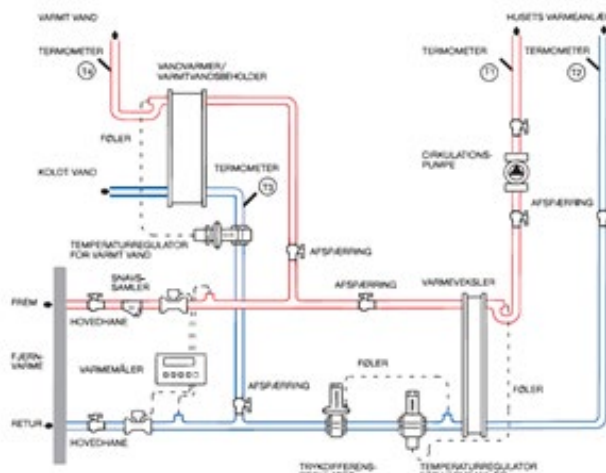 VARMT VAND
HUSETS VARMEANLÆG
TERMOMETER
T4
VANDVARMER/
VARMTVANDSBEHOLDER
TERMOMETER
TERMOMETER
T1
T2
FØLER
CIRKULATIONS-
PUMPE
KOLDT VAND
TERMOMETER
T3
AFSPÆRRING
TEMPERATURREGULATOR
FOR VARMT VAND
AFSPÆRRING
SNAVS-
SAMLER
AFSPÆRRING
VARMEVEKSLER
FREM
HOVEDHANE
FJERN-
VARME
VARMEMÅLER
FØLER
FØLER
AFSPÆRRING
RETUR
HOVEDHANE
TRYKDIFFERENS-
TEMPERATURREGULATOR